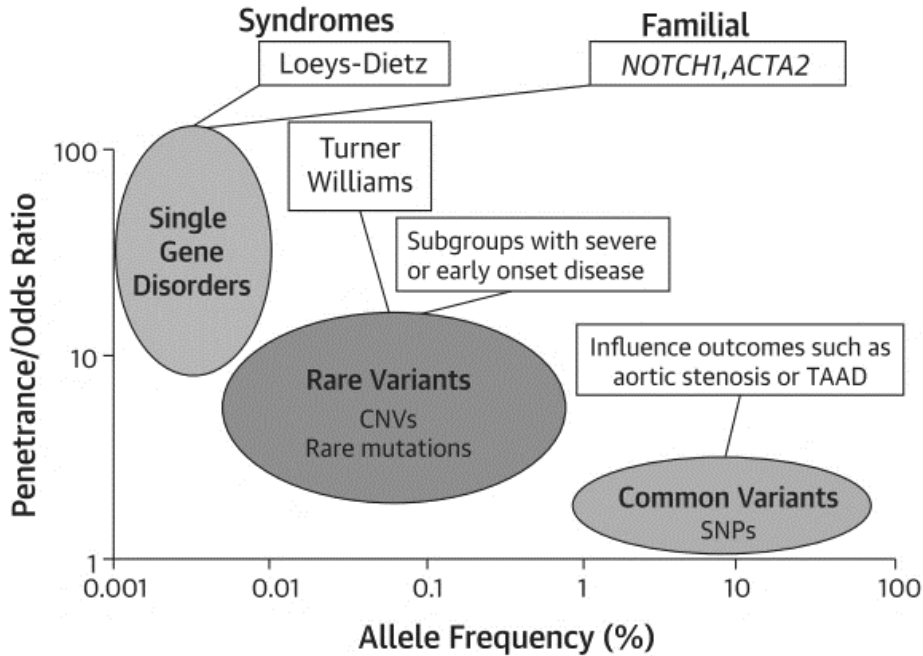 Syndromes
Familial
Loeys-Dietz
NOTCH1,ACTA2
Turner
Williams
Subgroups with severe
or early onset disease
Influence outcomes such as
aortic stenosis or TAAD
Single
Gene
Disorders
Rare Variants
CNVs
Rare mutations
Common Variants
SNPs
Penetrance/Odds Ratio
100
10
1
0.001
0.01
0.1
1
10
100
Allele Frequency (%)